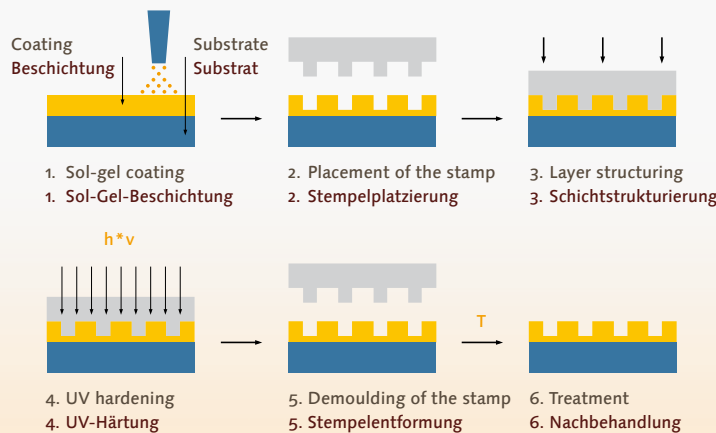 Coating
Beschichtung
Substrate
Substrat
1. Sol-gel coating
1. Sol-Gel-Beschichtung
2. Placement of the stamp
2. Stempelplatzierung
3. Layer structuring
3. Schichtstrukturierung
h*v
T
4. UV hardening
4. UV-Härtung
5. Demoulding of the stamp
5. Stempelentformung
6. Treatment
6. Nachbehandlung